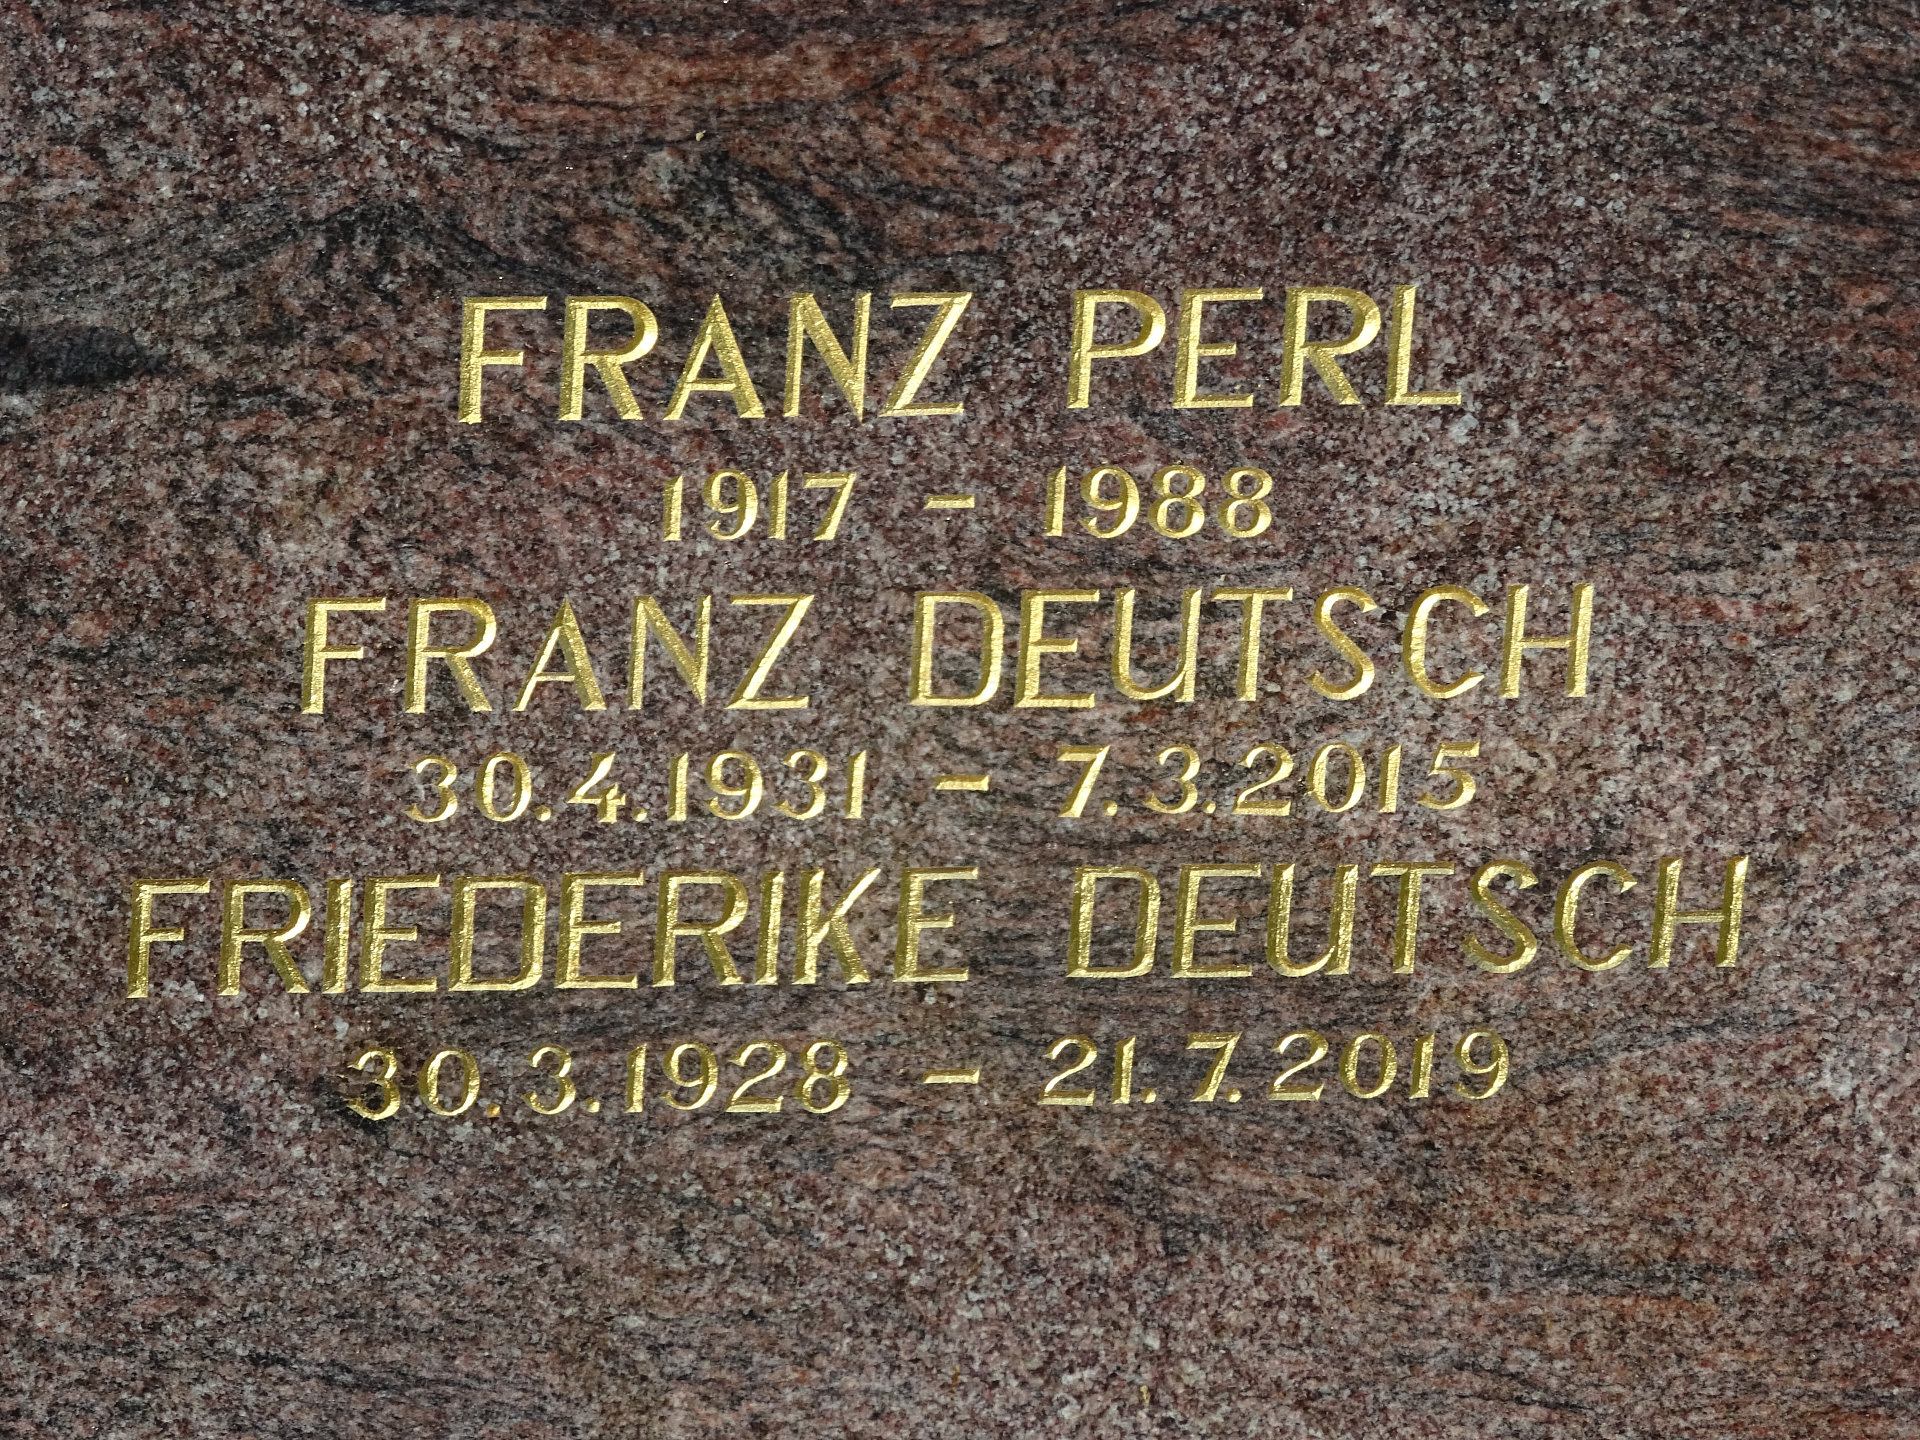 FRANZ PERL
1917 - 1988
FRANZ DEUTSCH
30.4.1931 - 7.3.2015
FRIEDERIKE DEUTSCH
30.3.1928 - 21.7.2019